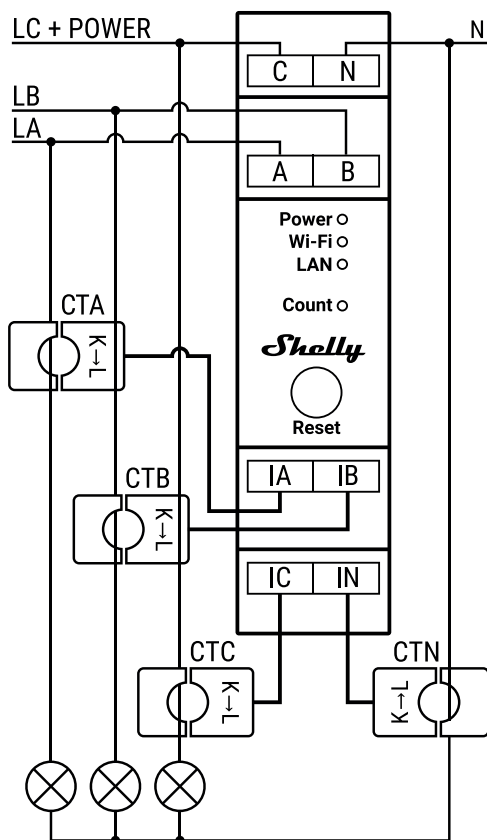 LC + POWER
N
C N
LB
LA
A B
Power
Wi-Fi
LAN
Count
CTA
K→L
Shelly
Reset
IA IB
CTB
K→L
IC IN
CTC
K→L
CTN
K→L